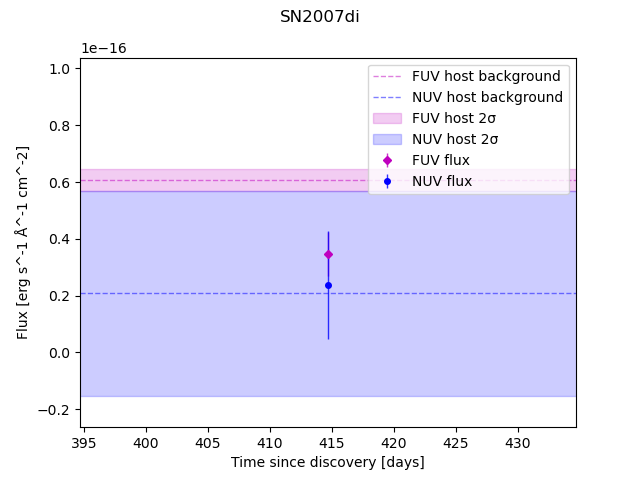 SN2007di
1e−16
1.0
0.8
0.6
0.4
0.2
0.0
−0.2
Flux [erg s^-1 Å^-1 cm^-2]
FUV host background
NUV host background
FUV host 2σ
NUV host 2σ
FUV flux
NUV flux
395 400 405 410 415 420 425 430
Time since discovery [days]